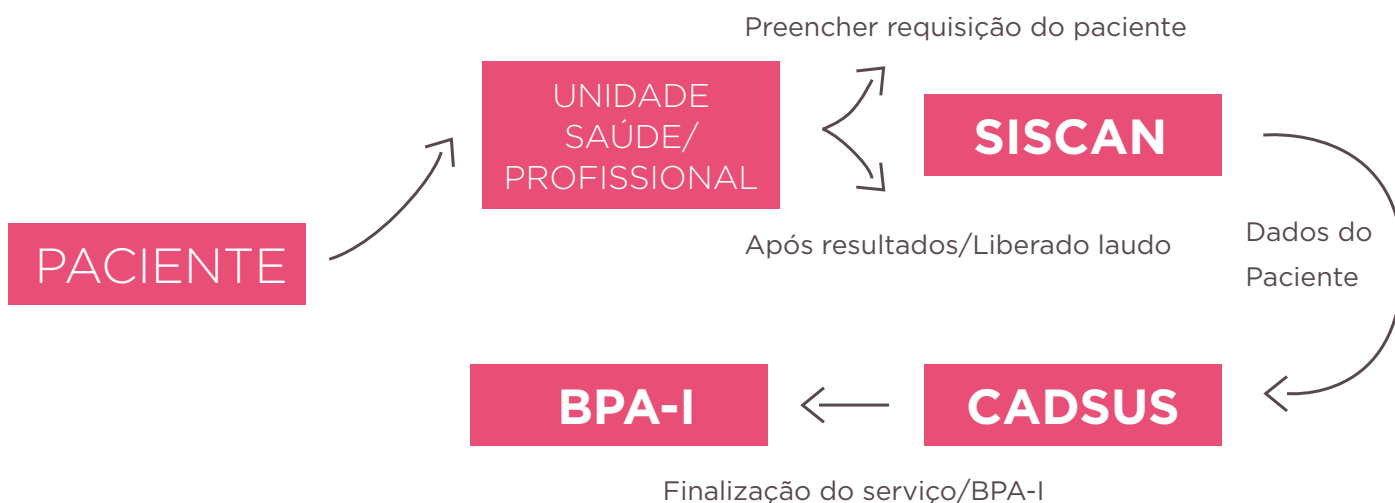 Preencher requisição do paciente
UNIDADE
SAÚDE/
PROFISSIONAL
SISCAN
PACIENTE
Após resultados/Liberado laudo
Dados do
Paciente
BPA-I
CADSUS
Finalização do serviço/BPA-I